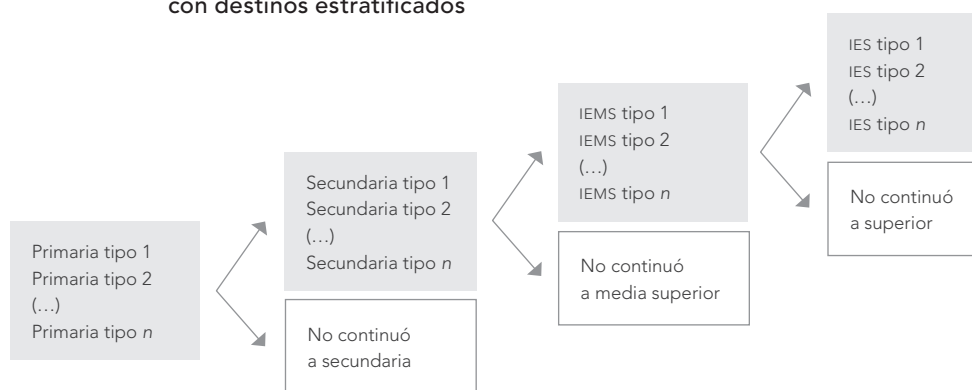 con destinos estratificados
Primaria tipo 1
Primaria tipo 2
(…)
Primaria tipo n
Secundaria tipo 1
Secundaria tipo 2
(…)
Secundaria tipo n
No continuó
a secundaria
IEMS tipo 1
IEMS tipo 2
(…)
IEMS tipo n
No continuó
a media superior
IES tipo 1
IES tipo 2
(…)
IES tipo n
No continuó
a superior